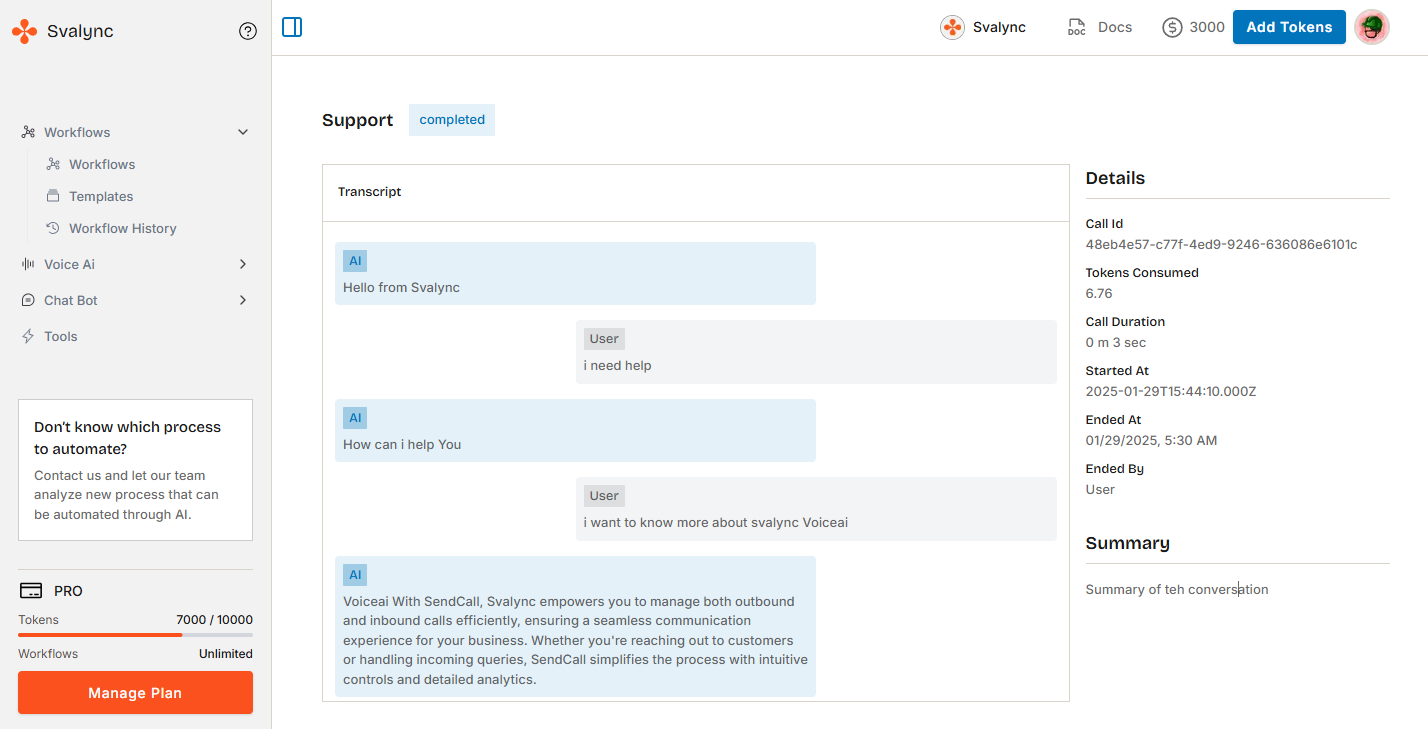 Svalync
Svalync
DOC
Docs
3000
Add Tokens
Workflows
Workflows
Templates
Workflow History
Voice Ai
Chat Bot
Tools
Don't know which process
to automate?
Contact us and let our team
analyze new process that can
be automated through AI.
PRO
Tokens
7000 / 10000
Workflows
Unlimited
Manage Plan
Support
completed
Transcript
AI
Hello from Svalync
User
i need help
AI
How can i help You
User
i want to know more about svalync Voiceai
AI
Voiceai With SendCall, Svalync empowers you to manage both outbound
and inbound calls efficiently, ensuring a seamless communication
experience for your business. Whether you're reaching out to customers
or handling incoming queries, SendCall simplifies the process with intuitive
controls and detailed analytics.
Details
Call Id
48eb4e57-c77f-4ed9-9246-636086e6101c
Tokens Consumed
6.76
Call Duration
0 m 3 sec
Started At
2025-01-29T15:44:10.000Z
Ended At
01/29/2025, 5:30 AM
Ended By
User
Summary
Summary of teh conversation